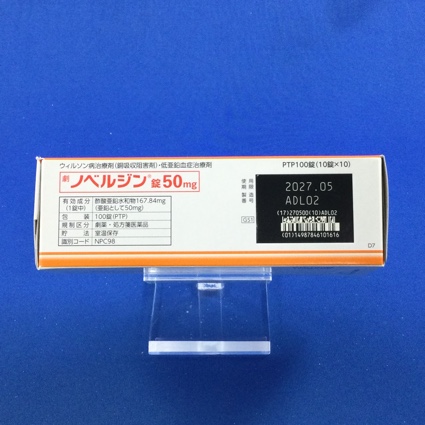 ウィルソン病治療剤(銅吸収阻害剤)・低亜鉛血症治療剤
PTP100錠(10錠×10)
劇 ノベルジン®錠50mg
有効成分(1錠中) 酢酸亜鉛水和物167.84mg(亜鉛として50mg)
包装 100錠(PTP)
規制区分 劇薬・処方箋医薬品
貯法 室温保存
識別コード NPC98
使用期限 2027.05
製造番号 ADL02
GS1 (17)270500(10)ADL02
(01)14987846101616
D7